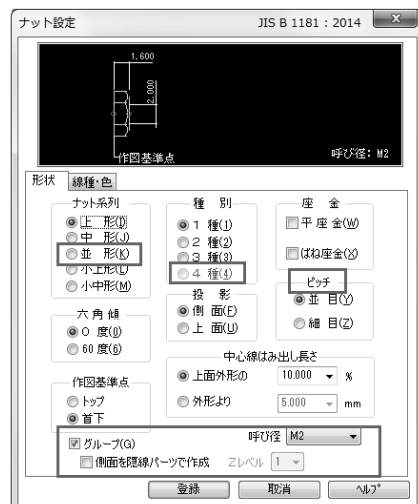 ナット設定 JIS B 1181 : 2014
1.600
2.000
作図基準点 呼び径: M2
形状 線種・色
ナット系列
上 形(I)
中 形(J)
並 形(K)
小上形(L)
小中形(M)
種 別
1 種(1)
2 種(2)
3 種(3)
4 種(4)
座 金
平 座 金(W)
ばね座金(X)
ピッチ
並 目(Y)
細 目(Z)
投 影
側 面(F)
上 面(U)
六 角 傾
0 度(0)
60 度(6)
中心線はみ出し長さ
上面外形の 10.000 %
外形より 5.000 mm
作図基準点
トップ
首下
グループ(G) 呼び径 M2
側面を隠線パーツで作成 Zレベル 1
登録 取消 ヘルプ